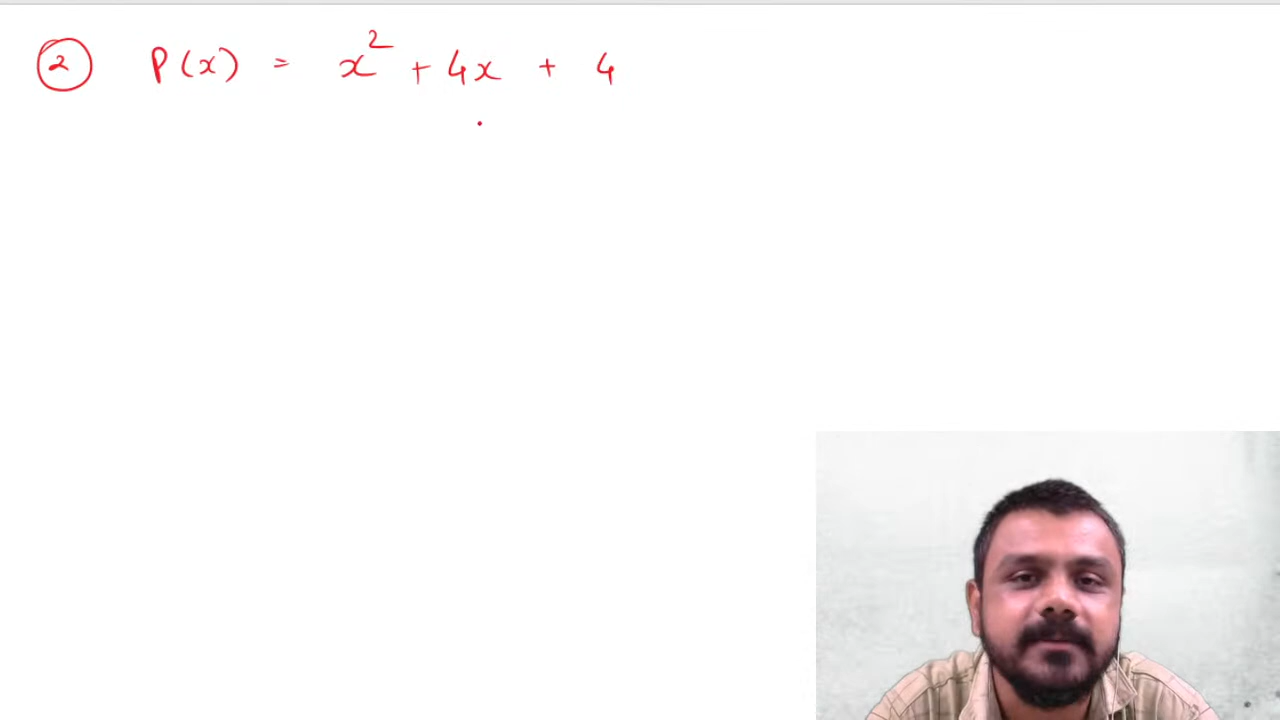 ② P(x) = x² + 4x + 4